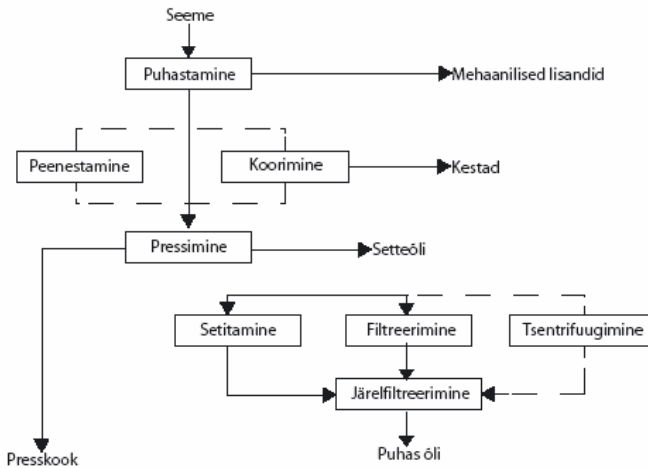 Seeme
Puhastamine
Mehaanilised lisandid
Peenestamine
Koorimine
Kestad
Pressimine
Setteõli
Setitamine
Filtreerimine
Tsentrifuugimine
Järelfiltreerimine
Presskook
Puhas õli